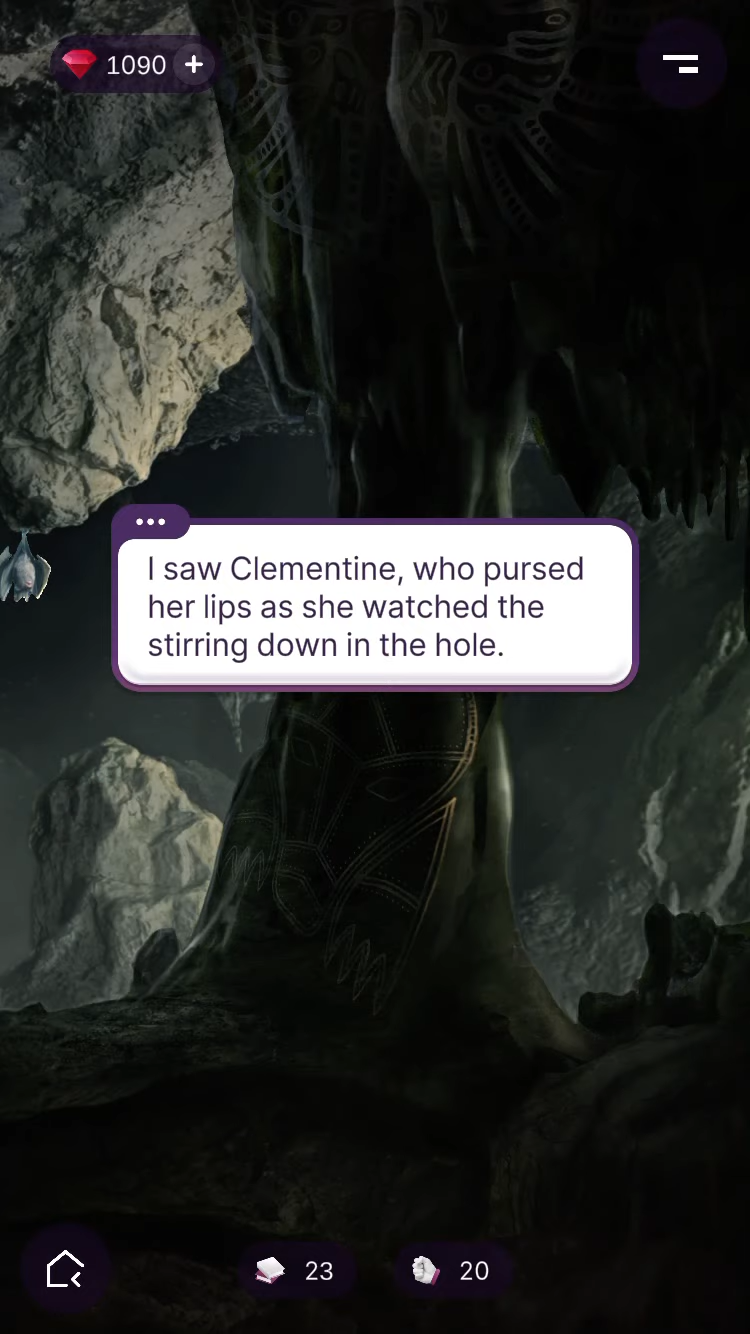 1090 +
I saw Clementine, who pursed
her lips as she watched the
stirring down in the hole.
23 20